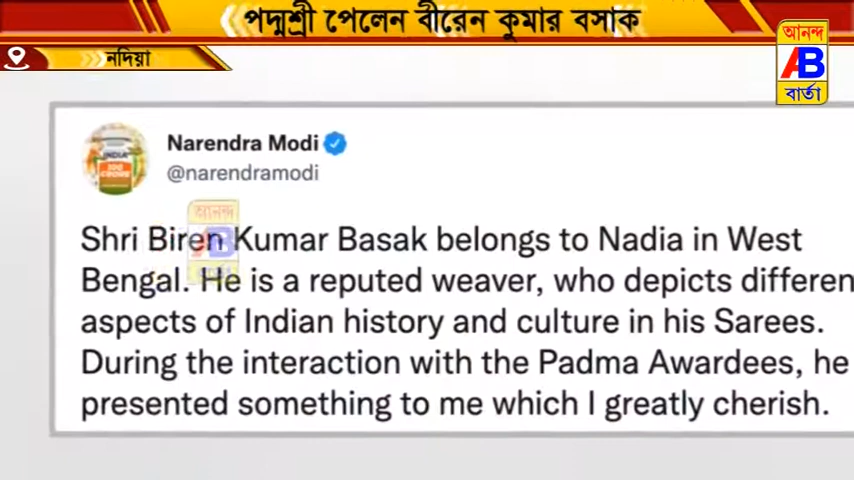 পদ্মশ্রী পেলেন বীরেন কুমার বসাক
নদিয়া
আনন্দ
AB
বার্তা
Narendra Modi
@narendramodi
Shri Biren Kumar Basak belongs to Nadia in West
Bengal. He is a reputed weaver, who depicts differen
aspects of Indian history and culture in his Sarees.
During the interaction with the Padma Awardees, he
presented something to me which I greatly cherish.
আনন্দ
AB